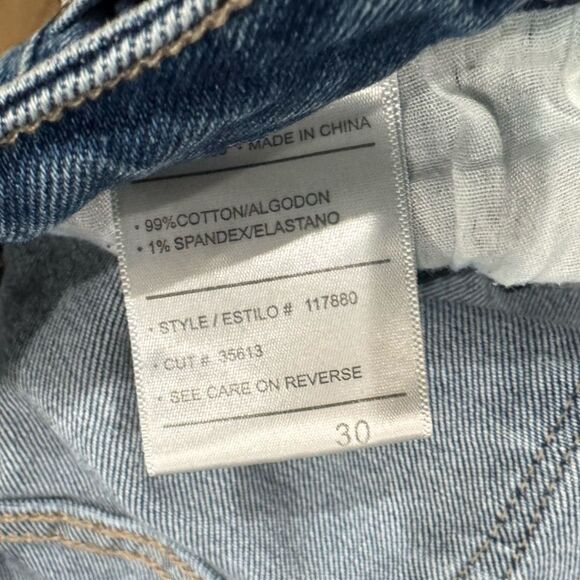 • MADE IN CHINA
• 99%COTTON/ALGODON
• 1% SPANDEX/ELASTANO
• STYLE / ESTILO # 117880
• CUT # 35613
• SEE CARE ON REVERSE
30